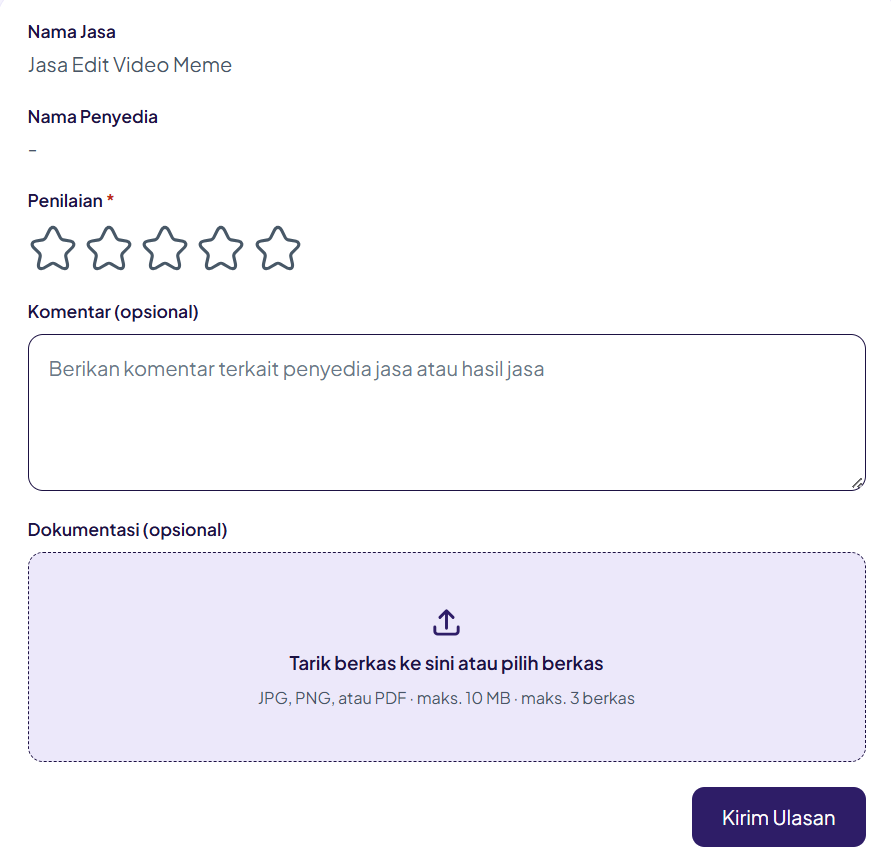 Nama Jasa
Jasa Edit Video Meme
Nama Penyedia
-
Penilaian *
Komentar (opsional)
Berikan komentar terkait penyedia jasa atau hasil jasa
Dokumentasi (opsional)
Tarik berkas ke sini atau pilih berkas
JPG, PNG, atau PDF · maks. 10 MB · maks. 3 berkas
Kirim Ulasan